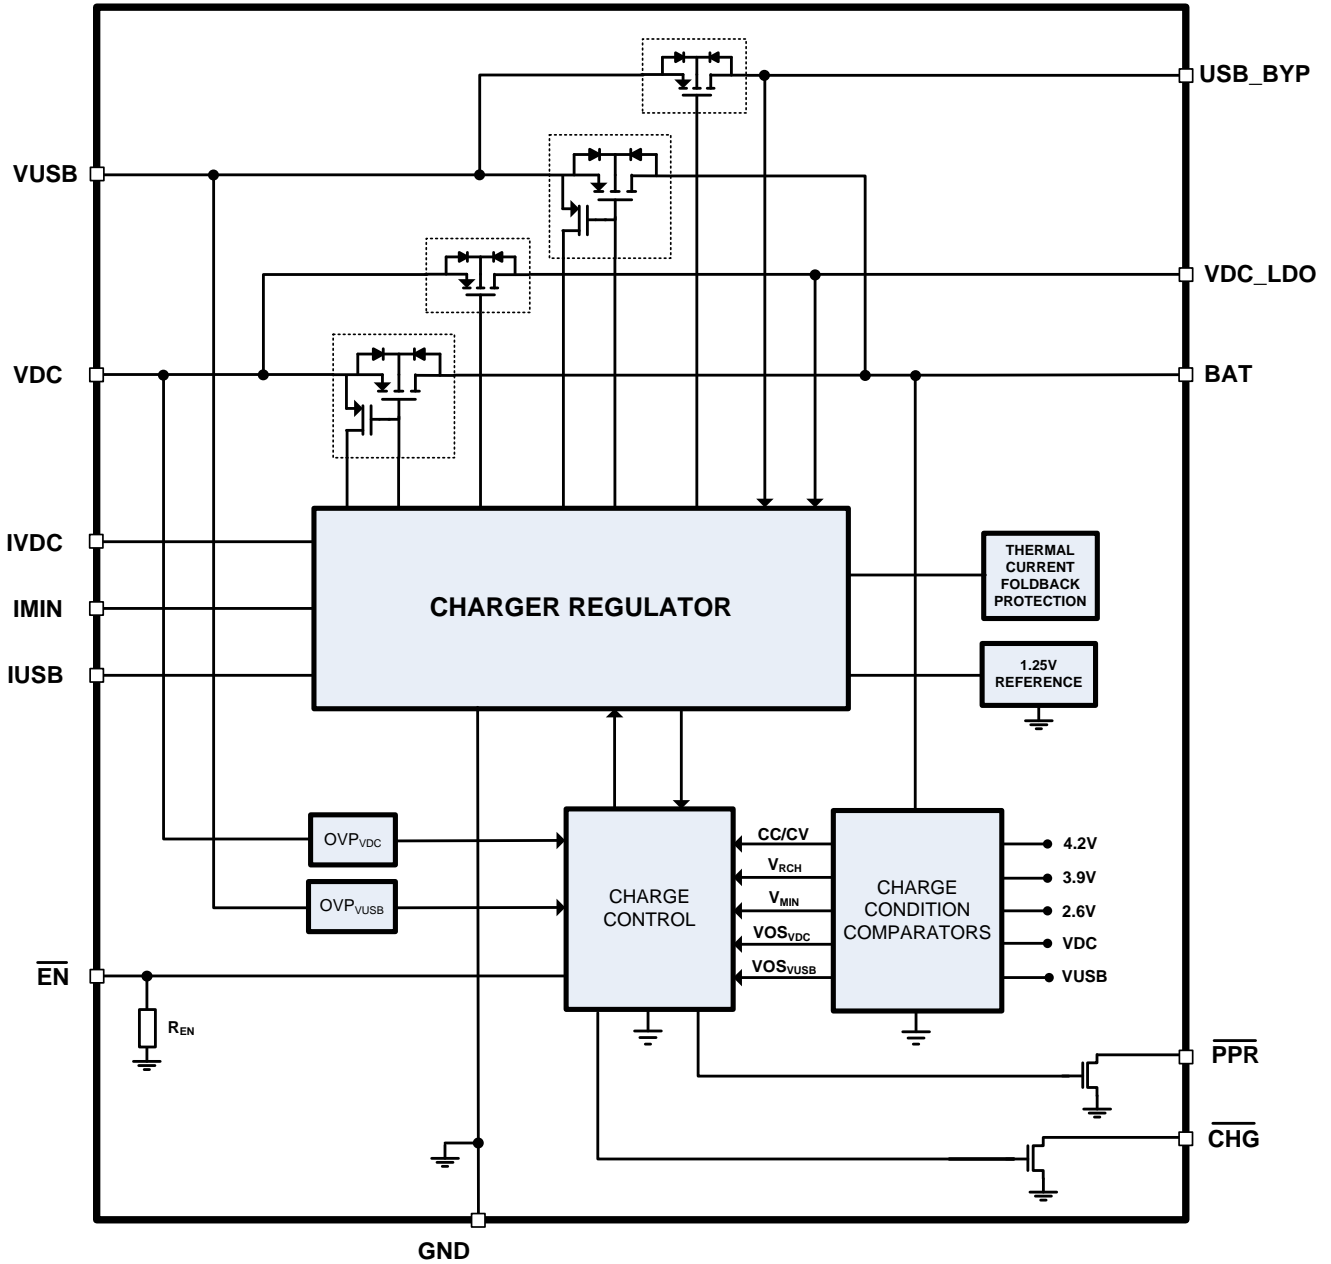 USB_BYP
VUSB
VDC_LDO
VDC
BAT
IVDC
THERMAL
CURRENT
FOLDBACK
PROTECTION
IMIN
CHARGER REGULATOR
IUSB
1.25V
REFERENCE
OVPVDC
CC/CV
4.2V
VRCH
3.9V
CHARGE
CONTROL
CHARGE
CONDITION
COMPARATORS
OVPVUSB
VMIN
2.6V
VOSVDC
VDC
EN
VOSVUSB
VUSB
REN
PPR
CHG
GND